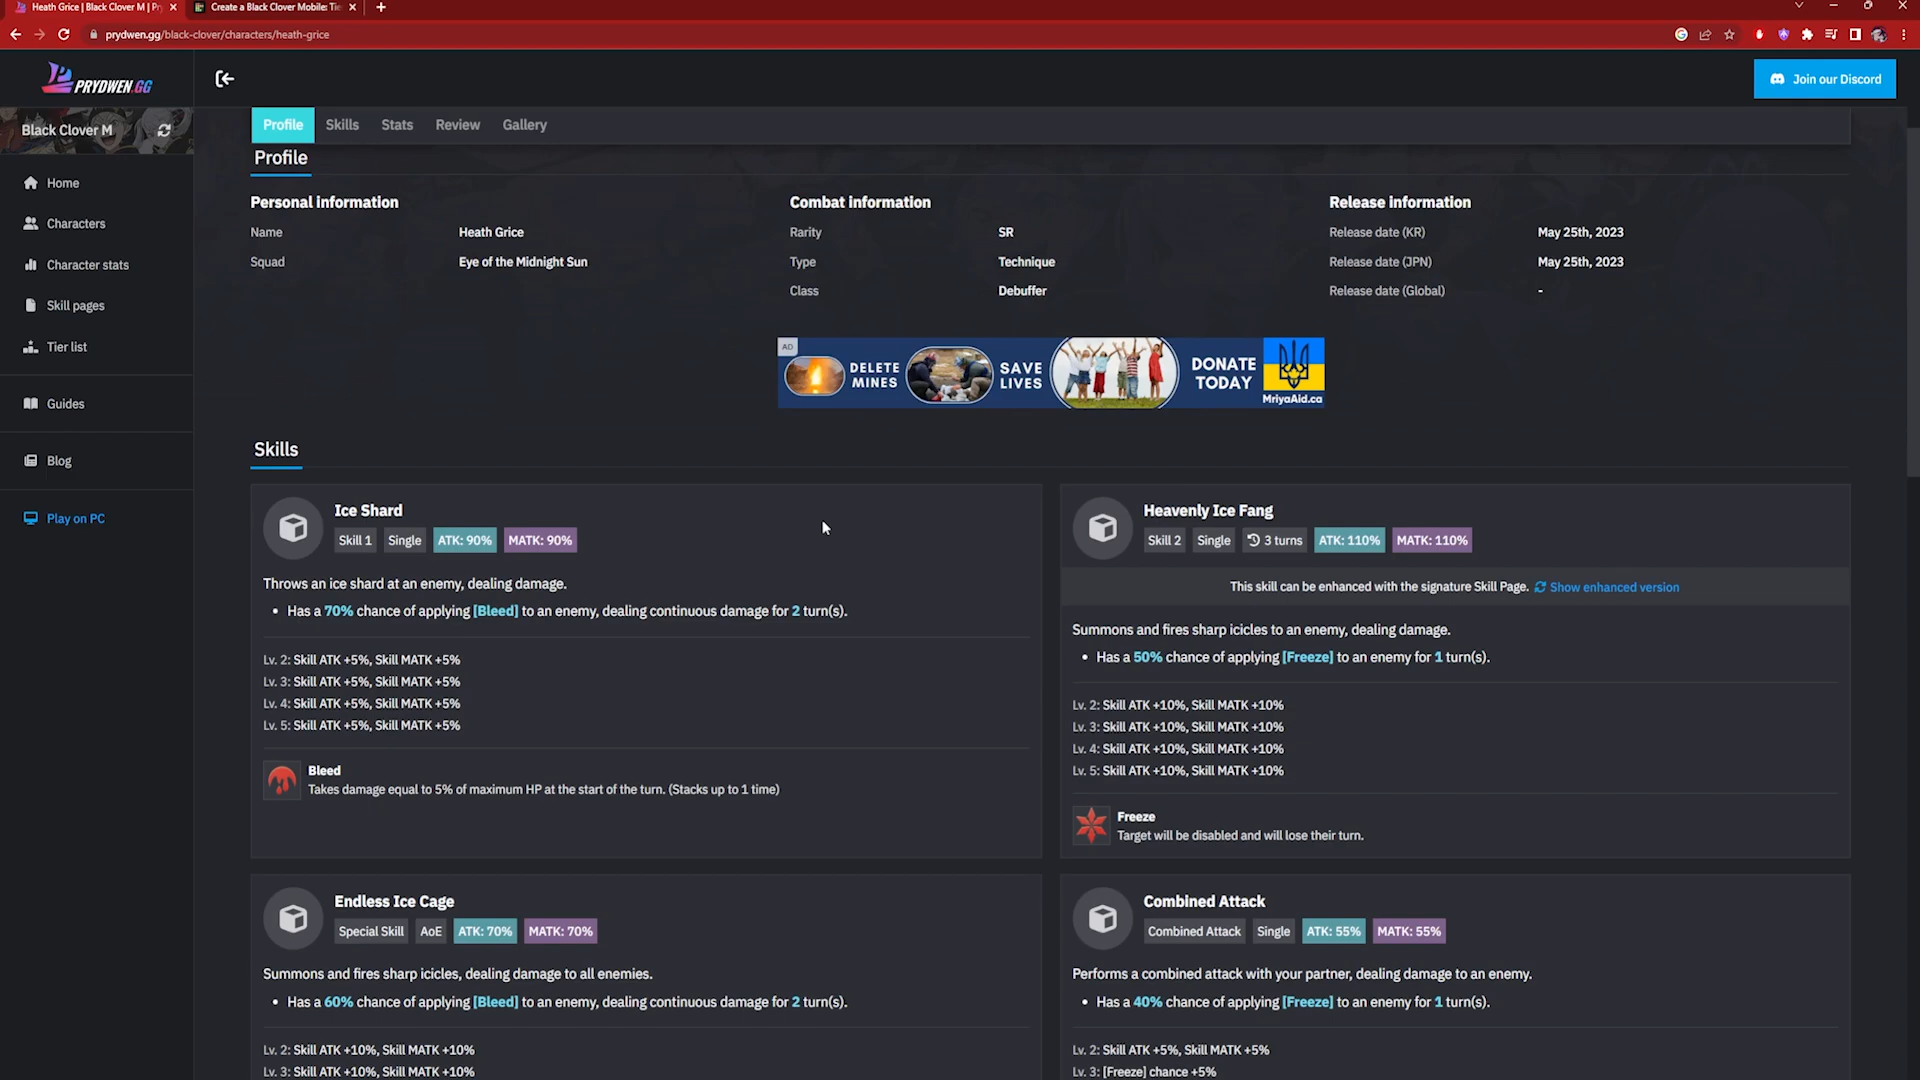 Heath Grice | Black Clover M | Pr
Create a Black Clover Mobile: Tie
prydwen.gg/black-clover/characters/heath-grice
PRYDWEN.GG
Join our Discord
Black Clover M
Home
Characters
Character stats
Skill pages
Tier list
Guides
Blog
Play on PC
Profile Skills Stats Review Gallery
Profile
Personal information
Name Heath Grice
Squad Eye of the Midnight Sun
Combat information
Rarity SR
Type Technique
Class Debuffer
Release information
Release date (KR) May 25th, 2023
Release date (JPN) May 25th, 2023
Release date (Global) -
AD
DELETE MINES
SAVE LIVES
DONATE TODAY
MriyaAid.ca
Skills
Ice Shard
Skill 1 Single ATK: 90% MATK: 90%
Throws an ice shard at an enemy, dealing damage.
• Has a 70% chance of applying [Bleed] to an enemy, dealing continuous damage for 2 turn(s).
Lv. 2: Skill ATK +5%, Skill MATK +5%
Lv. 3: Skill ATK +5%, Skill MATK +5%
Lv. 4: Skill ATK +5%, Skill MATK +5%
Lv. 5: Skill ATK +5%, Skill MATK +5%
Bleed
Takes damage equal to 5% of maximum HP at the start of the turn. (Stacks up to 1 time)
Heavenly Ice Fang
Skill 2 Single 3 turns ATK: 110% MATK: 110%
This skill can be enhanced with the signature Skill Page. Show enhanced version
Summons and fires sharp icicles to an enemy, dealing damage.
• Has a 50% chance of applying [Freeze] to an enemy for 1 turn(s).
Lv. 2: Skill ATK +10%, Skill MATK +10%
Lv. 3: Skill ATK +10%, Skill MATK +10%
Lv. 4: Skill ATK +10%, Skill MATK +10%
Lv. 5: Skill ATK +10%, Skill MATK +10%
Freeze
Target will be disabled and will lose their turn.
Endless Ice Cage
Special Skill AoE ATK: 70% MATK: 70%
Summons and fires sharp icicles, dealing damage to all enemies.
• Has a 60% chance of applying [Bleed] to an enemy, dealing continuous damage for 2 turn(s).
Lv. 2: Skill ATK +10%, Skill MATK +10%
Lv. 3: Skill ATK +10%, Skill MATK +10%
Combined Attack
Combined Attack Single ATK: 55% MATK: 55%
Performs a combined attack with your partner, dealing damage to an enemy.
• Has a 40% chance of applying [Freeze] to an enemy for 1 turn(s).
Lv. 2: Skill ATK +5%, Skill MATK +5%
Lv. 3: [Freeze] chance +5%